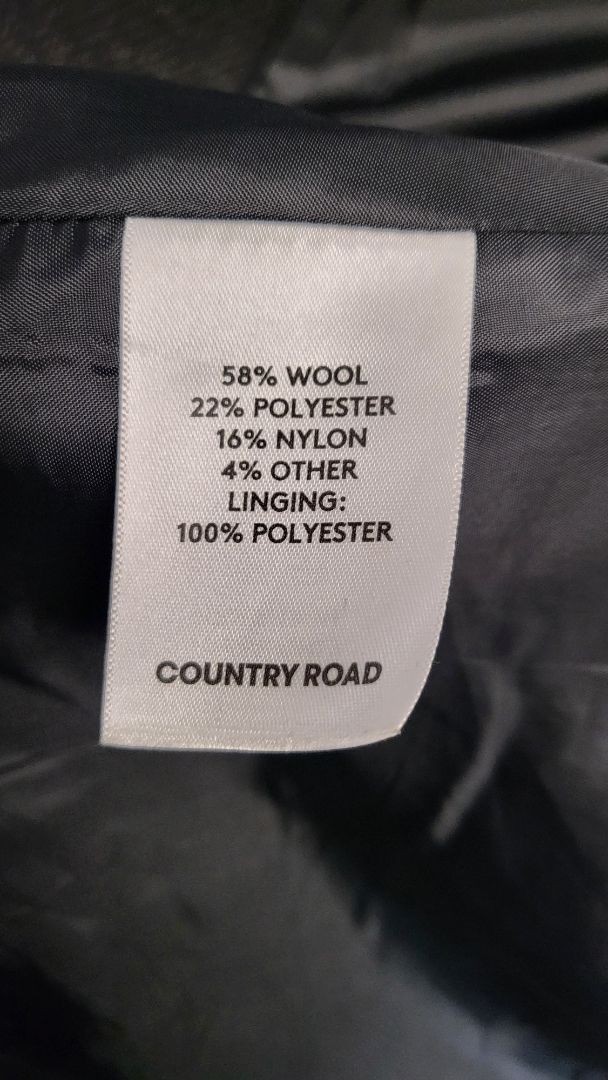 58% WOOL
22% POLYESTER
16% NYLON
4% OTHER
LINGING:
100% POLYESTER
COUNTRY ROAD